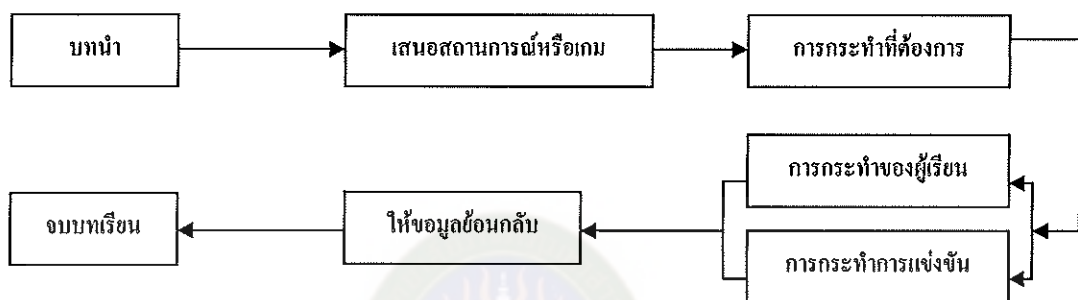 บทนำ
เสนอสถานการณ์หรือเกม
การกระทำที่ต้องการ
การกระทำของผู้เรียน
จบบทเรียน
ให้ขอมูลย้อนกลับ
การกระทำการแข่งขัน